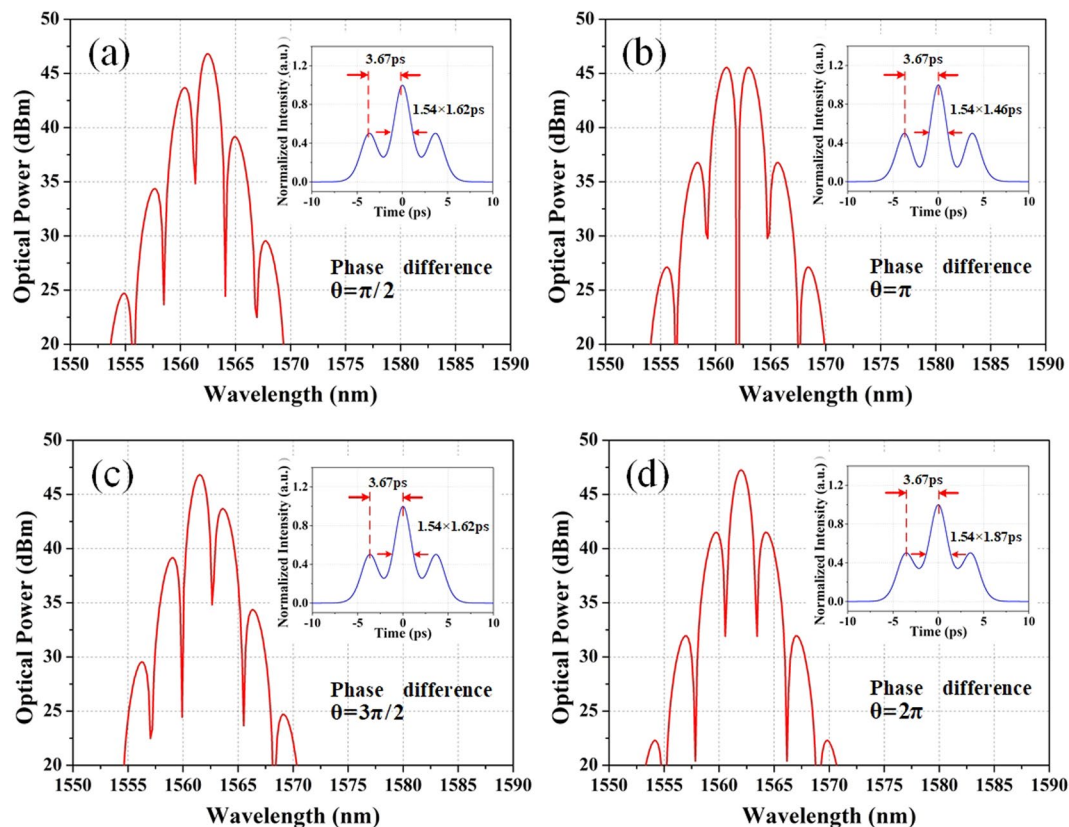 (a)
50
45
40
35
30
25
20
1550 1555 1560 1565 1570 1575 1580 1585 1590
Optical Power (dBm)
Wavelength (nm)
Normalized Intensity (a.u.)
1.2
0.8
0.4
0.0
-10 -5 0 5 10
Time (ps)
3.67ps
1.54×1.62ps
Phase difference
θ=π/2
(b)
50
45
40
35
30
25
20
1550 1555 1560 1565 1570 1575 1580 1585 1590
Optical Power (dBm)
Wavelength (nm)
Normalized Intensity (a.u.)
1.2
0.8
0.4
0.0
-10 -5 0 5 10
Time (ps)
3.67ps
1.54×1.46ps
Phase difference
θ=π
(c)
50
45
40
35
30
25
20
1550 1555 1560 1565 1570 1575 1580 1585 1590
Optical Power (dBm)
Wavelength (nm)
Normalized Intensity (a.u.)
1.2
0.8
0.4
0.0
-10 -5 0 5 10
Time (ps)
3.67ps
1.54×1.62ps
Phase difference
θ=3π/2
(d)
50
45
40
35
30
25
20
1550 1555 1560 1565 1570 1575 1580 1585 1590
Optical Power (dBm)
Wavelength (nm)
Normalized Intensity (a.u.)
1.2
0.8
0.4
0.0
-10 -5 0 5 10
Time (ps)
3.67ps
1.54×1.87ps
Phase difference
θ=2π